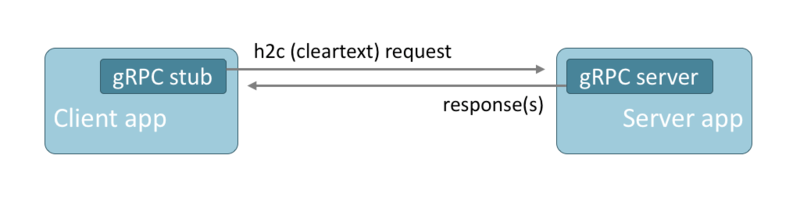 h2c (cleartext) request
gRPC stub
gRPC server
response(s)
Client app
Server app